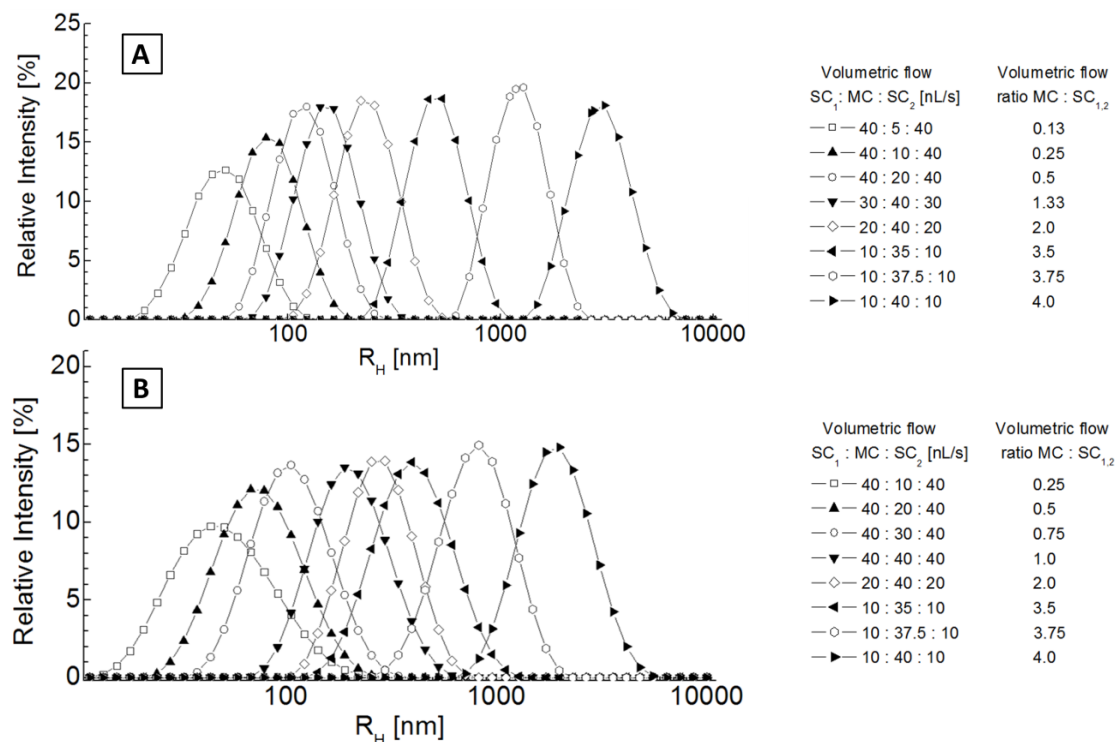 A
Relative Intensity [%]
25
20
15
10
5
0
100
1000
10000
R_H [nm]
Volumetric flow Volumetric flow
SC₁ : MC : SC₂ [nL/s] ratio MC : SC₁,₂
40 : 5 : 40 0.13
40 : 10 : 40 0.25
40 : 20 : 40 0.5
30 : 40 : 30 1.33
20 : 40 : 20 2.0
10 : 35 : 10 3.5
10 : 37.5 : 10 3.75
10 : 40 : 10 4.0
B
Relative Intensity [%]
20
15
10
5
0
100
1000
10000
R_H [nm]
Volumetric flow Volumetric flow
SC₁ : MC : SC₂ [nL/s] ratio MC : SC₁,₂
40 : 10 : 40 0.25
40 : 20 : 40 0.5
40 : 30 : 40 0.75
40 : 40 : 40 1.0
20 : 40 : 20 2.0
10 : 35 : 10 3.5
10 : 37.5 : 10 3.75
10 : 40 : 10 4.0